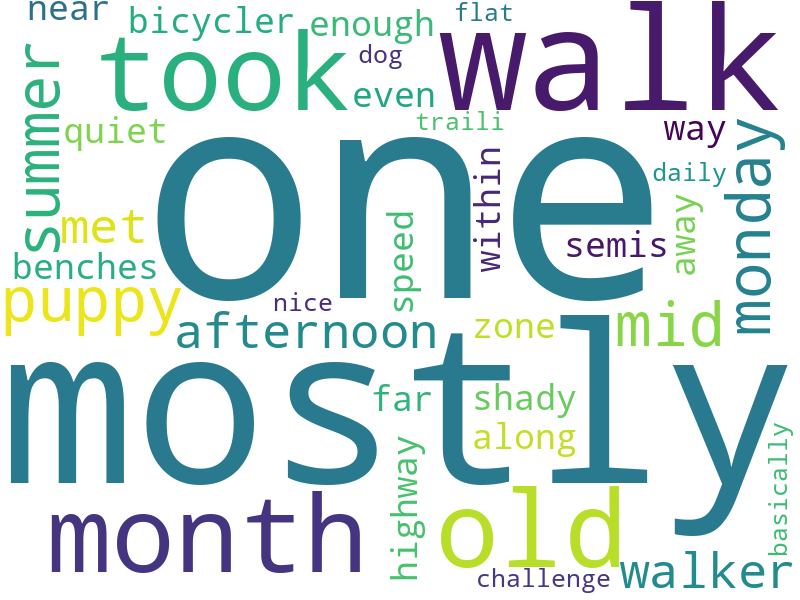 near
bicycler
enough
flat
took
dog
walk
even
summer
quiet
traili
way
one
within
daily
monday
met
speed
semis
away
benches
puppy
nice
afternoon
zone
mid
mostly
far
shady
along
highway
basically
month
old
challenge
walker